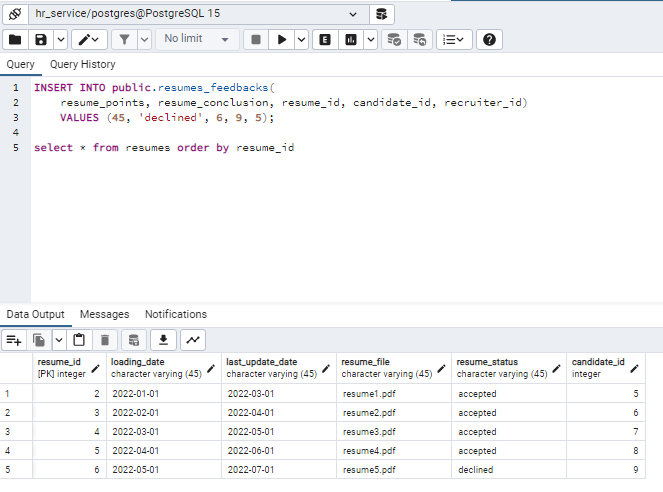 hr_service/postgres@PostgreSQL 15
No limit
E
Query Query History
1 INSERT INTO public.resumes_feedbacks(
2 resume_points, resume_conclusion, resume_id, candidate_id, recruiter_id)
3 VALUES (45, 'declined', 6, 9, 5);
4
5 select * from resumes order by resume_id
Data Output Messages Notifications
resume_id loading_date last_update_date resume_file resume_status candidate_id
[PK] integer character varying (45) character varying (45) character varying (45) character varying (45) integer
1 2 2022-01-01 2022-03-01 resume1.pdf accepted 5
2 3 2022-02-01 2022-04-01 resume2.pdf accepted 6
3 4 2022-03-01 2022-05-01 resume3.pdf accepted 7
4 5 2022-04-01 2022-06-01 resume4.pdf accepted 8
5 6 2022-05-01 2022-07-01 resume5.pdf declined 9